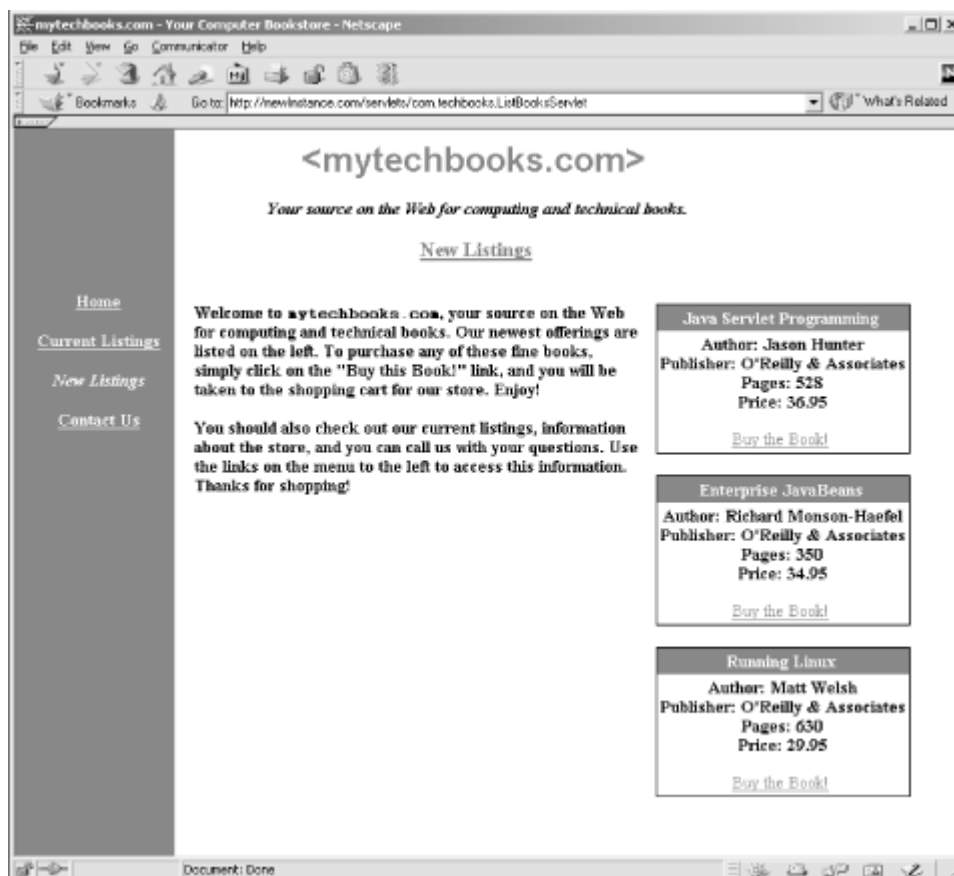 mytechbooks.com - Your Computer Bookstore - Netscape
File Edit View Go Communicator Help
Bookmarks Go to: http://newInstance.com/servlets/com.techbooks.ListBooksServlet What's Related
<mytechbooks.com>
Your source on the Web for computing and technical books.
New Listings
Home
Current Listings
New Listings
Contact Us
Welcome to mytechbooks.com, your source on the Web
for computing and technical books. Our newest offerings are
listed on the left. To purchase any of these fine books,
simply click on the "Buy this Book!" link, and you will be
taken to the shopping cart for our store. Enjoy!
You should also check out our current listings, information
about the store, and you can call us with your questions. Use
the links on the menu to the left to access this information.
Thanks for shopping!
Java Servlet Programming
Author: Jason Hunter
Publisher: O'Reilly & Associates
Pages: 528
Price: 36.95
Buy the Book!
Enterprise JavaBeans
Author: Richard Monson-Haefel
Publisher: O'Reilly & Associates
Pages: 350
Price: 34.95
Buy the Book!
Running Linux
Author: Matt Welsh
Publisher: O'Reilly & Associates
Pages: 630
Price: 29.95
Buy the Book!
Document: Done